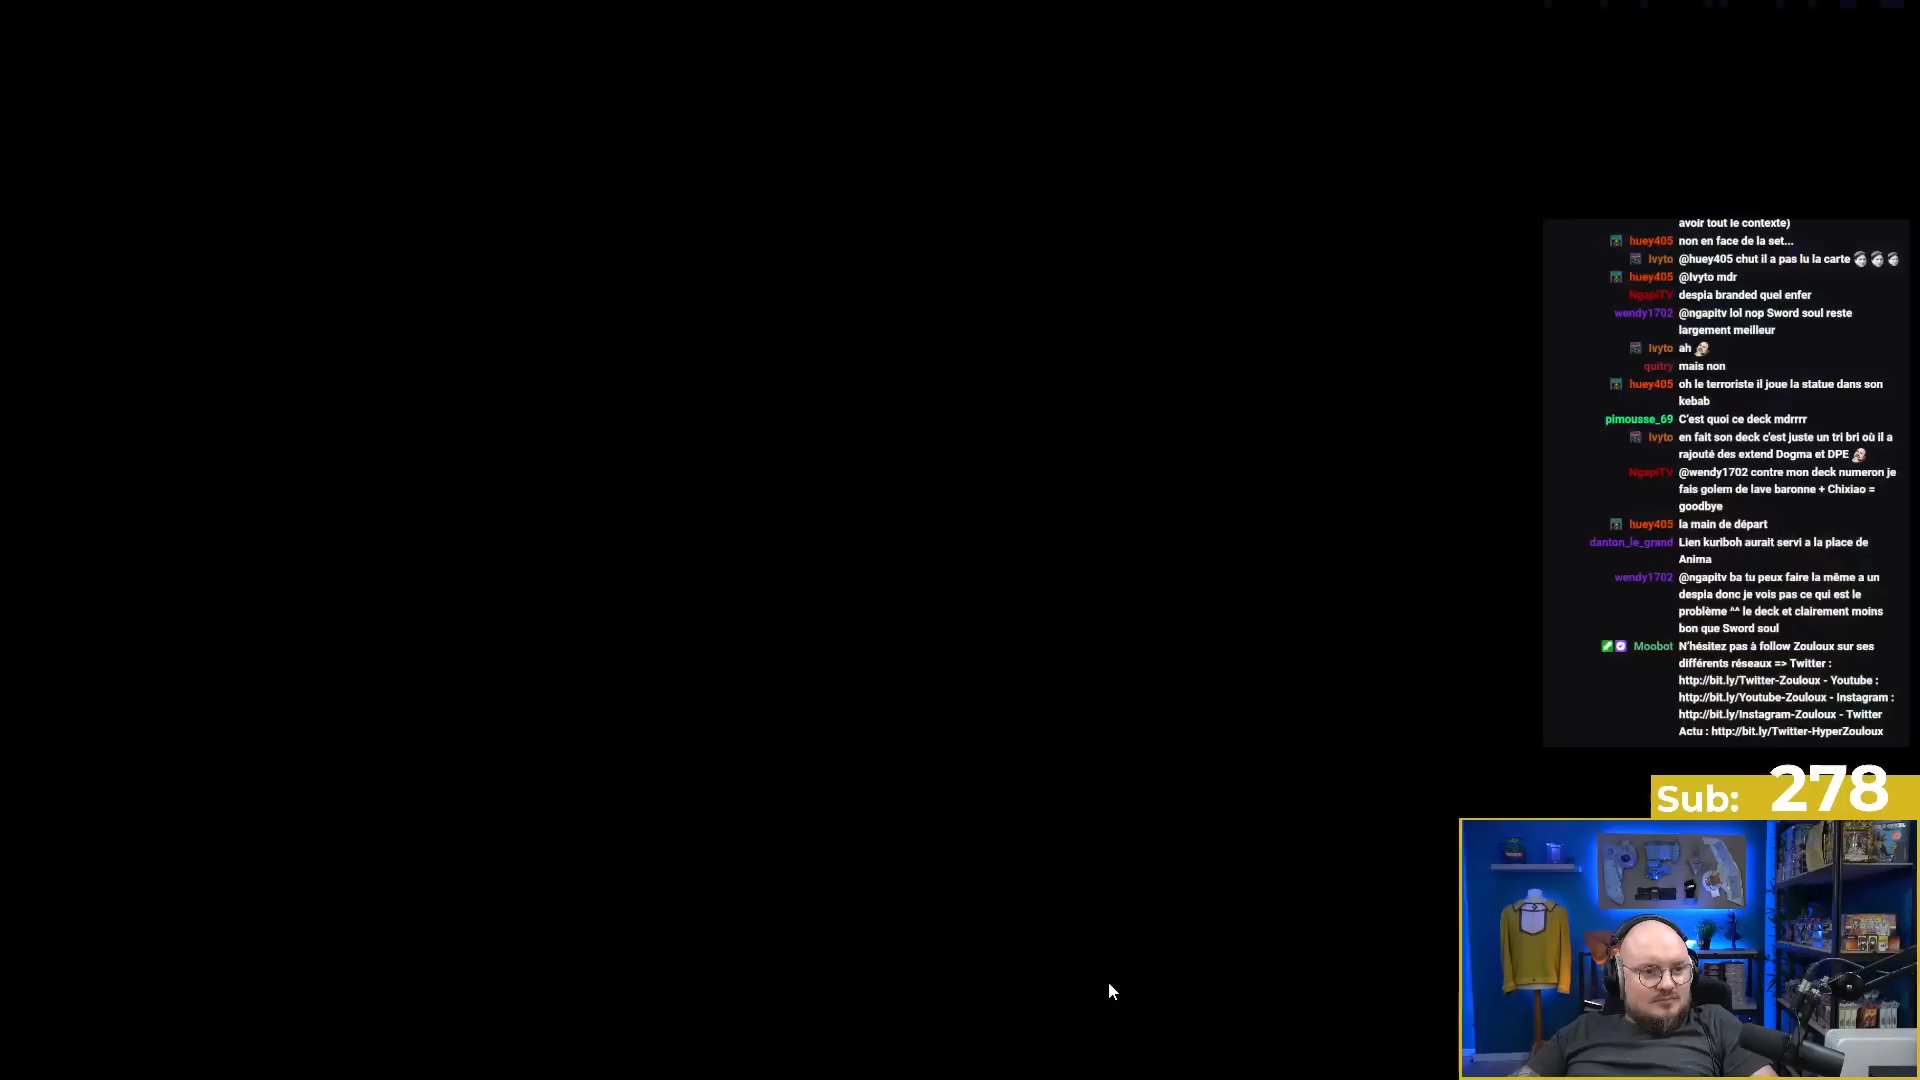 avoir tout le contexte)
huey405 non en face de la set...
Ivyto @huey405 chut il a pas lu la carte
huey405 @Ivyto mdr
NgapiTV despia branded quel enfer
wendy1702 @ngapitv lol nop Sword soul reste
largement meilleur
Ivyto ah
quitry mais non
huey405 oh le terroriste il joue la statue dans son
kebab
pimousse_69 C'est quoi ce deck mdrrrr
Ivyto en fait son deck c'est juste un tri bri où il a
rajouté des extend Dogma et DPE
NgapiTV @wendy1702 contre mon deck numeron je
fais golem de lave baronne + Chixiao =
goodbye
huey405 la main de départ
danton_le_grand Lien kuriboh aurait servi a la place de
Anima
wendy1702 @ngapitv ba tu peux faire la même a un
despia donc je vois pas ce qui est le
problème ^^ le deck et clairement moins
bon que Sword soul
Moobot N'hésitez pas à follow Zouloux sur ses
différents réseaux => Twitter :
http://bit.ly/Twitter-Zouloux - Youtube :
http://bit.ly/Youtube-Zouloux - Instagram :
http://bit.ly/Instagram-Zouloux - Twitter
Actu : http://bit.ly/Twitter-HyperZouloux
Sub: 278